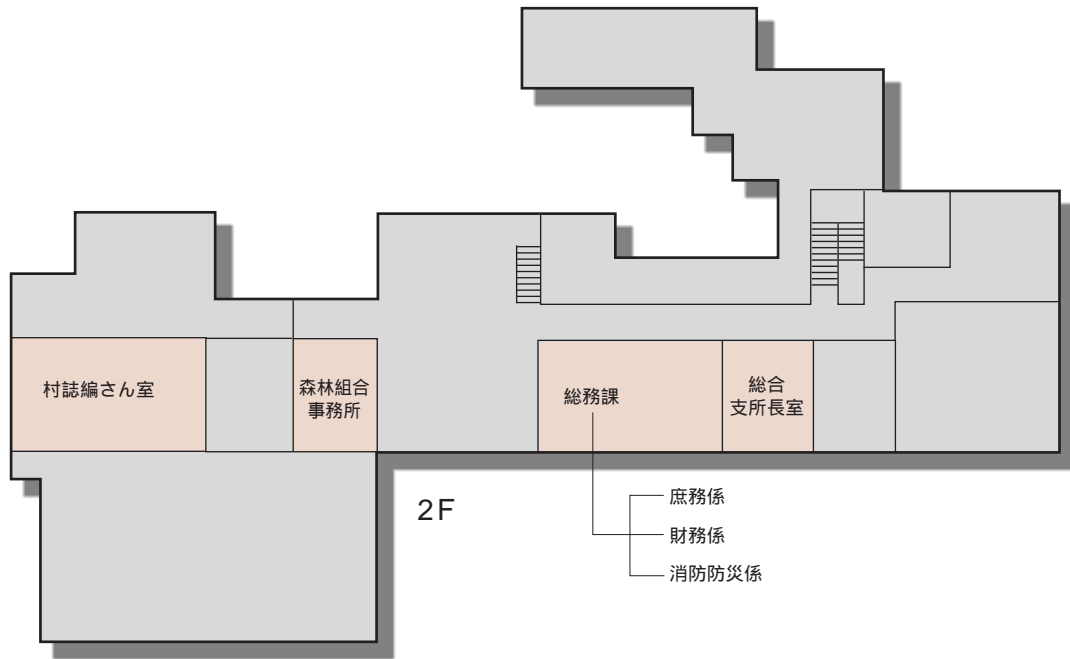 村誌編さん室
森林組合
事務所
総務課
総合
支所長室
2F
庶務係
財務係
消防防災係